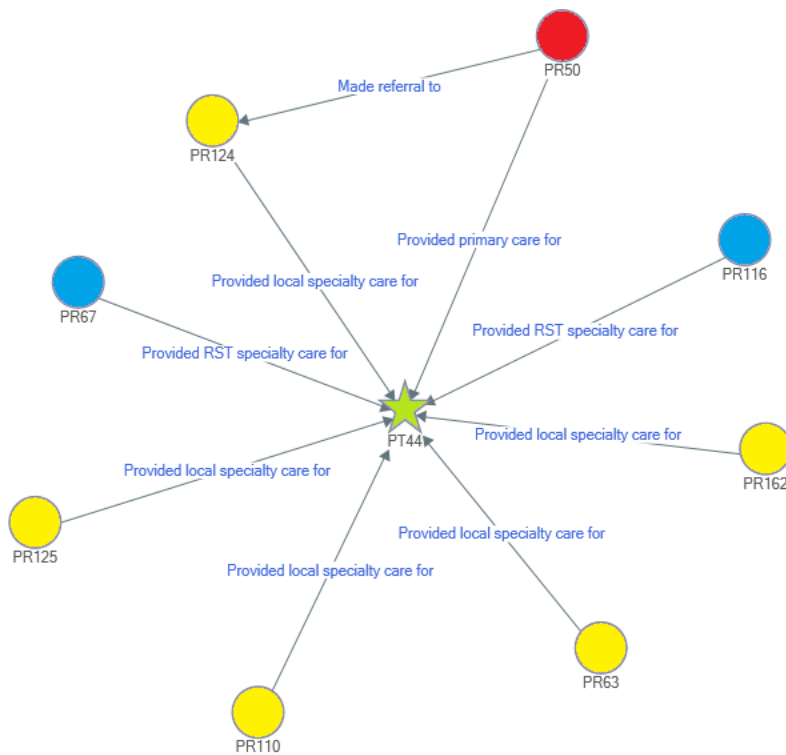 PR50
Made referral to
PR124
Provided primary care for
PR116
Provided local specialty care for
PR67
Provided RST specialty care for
Provided RST specialty care for
PT44
Provided local specialty care for
Provided local specialty care for
PR162
PR125
Provided local specialty care for
Provided local specialty care for
PR63
PR110